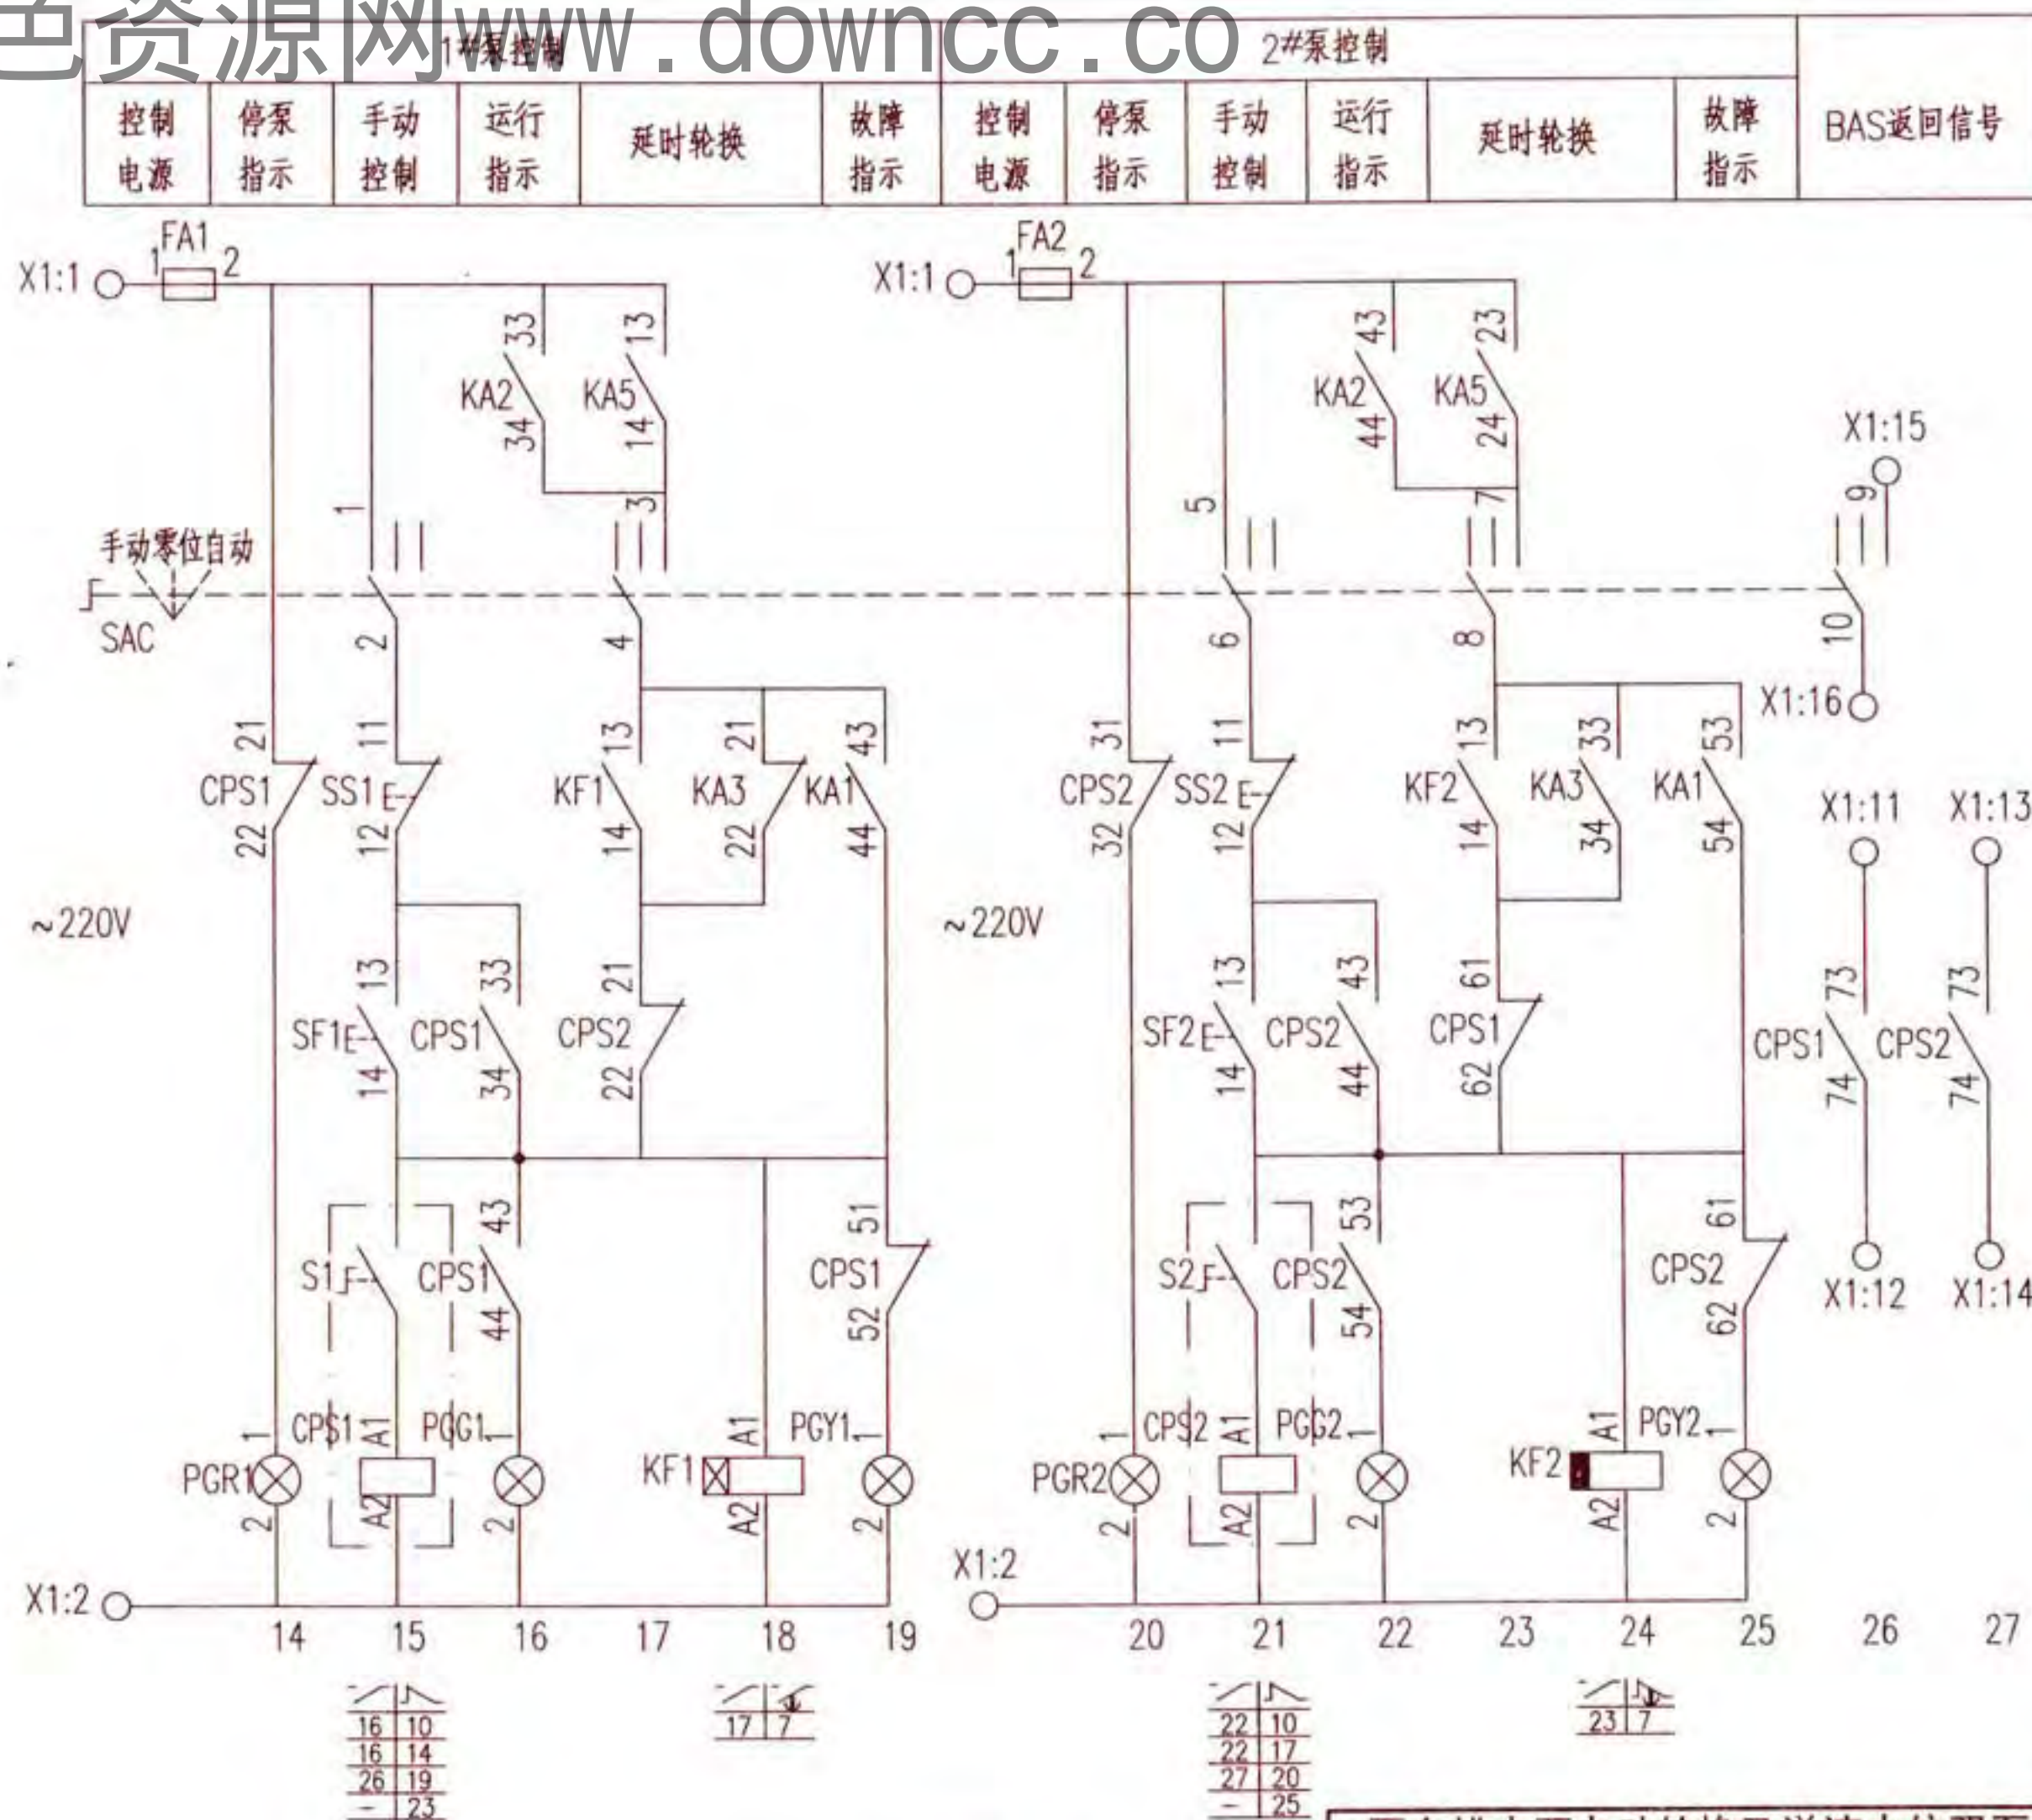 色资源网www.downcc.co
1#泵控制 2#泵控制
控制电源 停泵指示 手动控制 运行指示 延时轮换 故障指示 控制电源 停泵指示 手动控制 运行指示 延时轮换 故障指示 BAS返回信号
FA1 FA2
X1:1 1 2 X1:1 1 2
33 13 43 23
KA2 KA5 KA2 KA5
34 14 44 24
X1:15
1 3 5 7 9
手动零位自动
SAC
2 4 6 8 10
X1:16
21 11 13 21 43 31 11 13 33 53
CPS1 SS1 KF1 KA3 KA1 CPS2 SS2 KF2 KA3 KA1 X1:11 X1:13
22 12 14 22 44 32 12 14 34 54
~220V ~220V
13 33 21 13 43 61 73 73
SF1 CPS1 CPS2 SF2 CPS2 CPS1 CPS1 CPS2
14 34 22 14 44 62 74 74
43 51 53 61
S1 CPS1 CPS1 S2 CPS2 CPS2 X1:12 X1:14
44 52 54 62
1 CPS1 A1 PGG1 1 A1 PGY1 1 1 CPS2 A1 PGG2 1 A1 PGY2 1
PGR1 KF1 PGR2 KF2
2 A2 2 A2 2 2 A2 2 A2 2
X1:2 X1:2
14 15 16 17 18 19 20 21 22 23 24 25 26 27
16 10 17 7 22 10 23 7
16 14 22 17
26 19 27 20
- 23 - 25